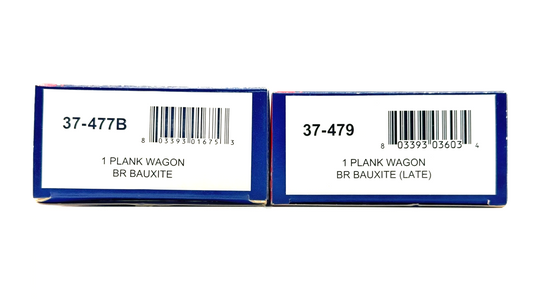 37-477B
8 03393 01675 3
1 PLANK WAGON
BR BAUXITE
37-479
8 03393 03603 4
1 PLANK WAGON
BR BAUXITE (LATE)